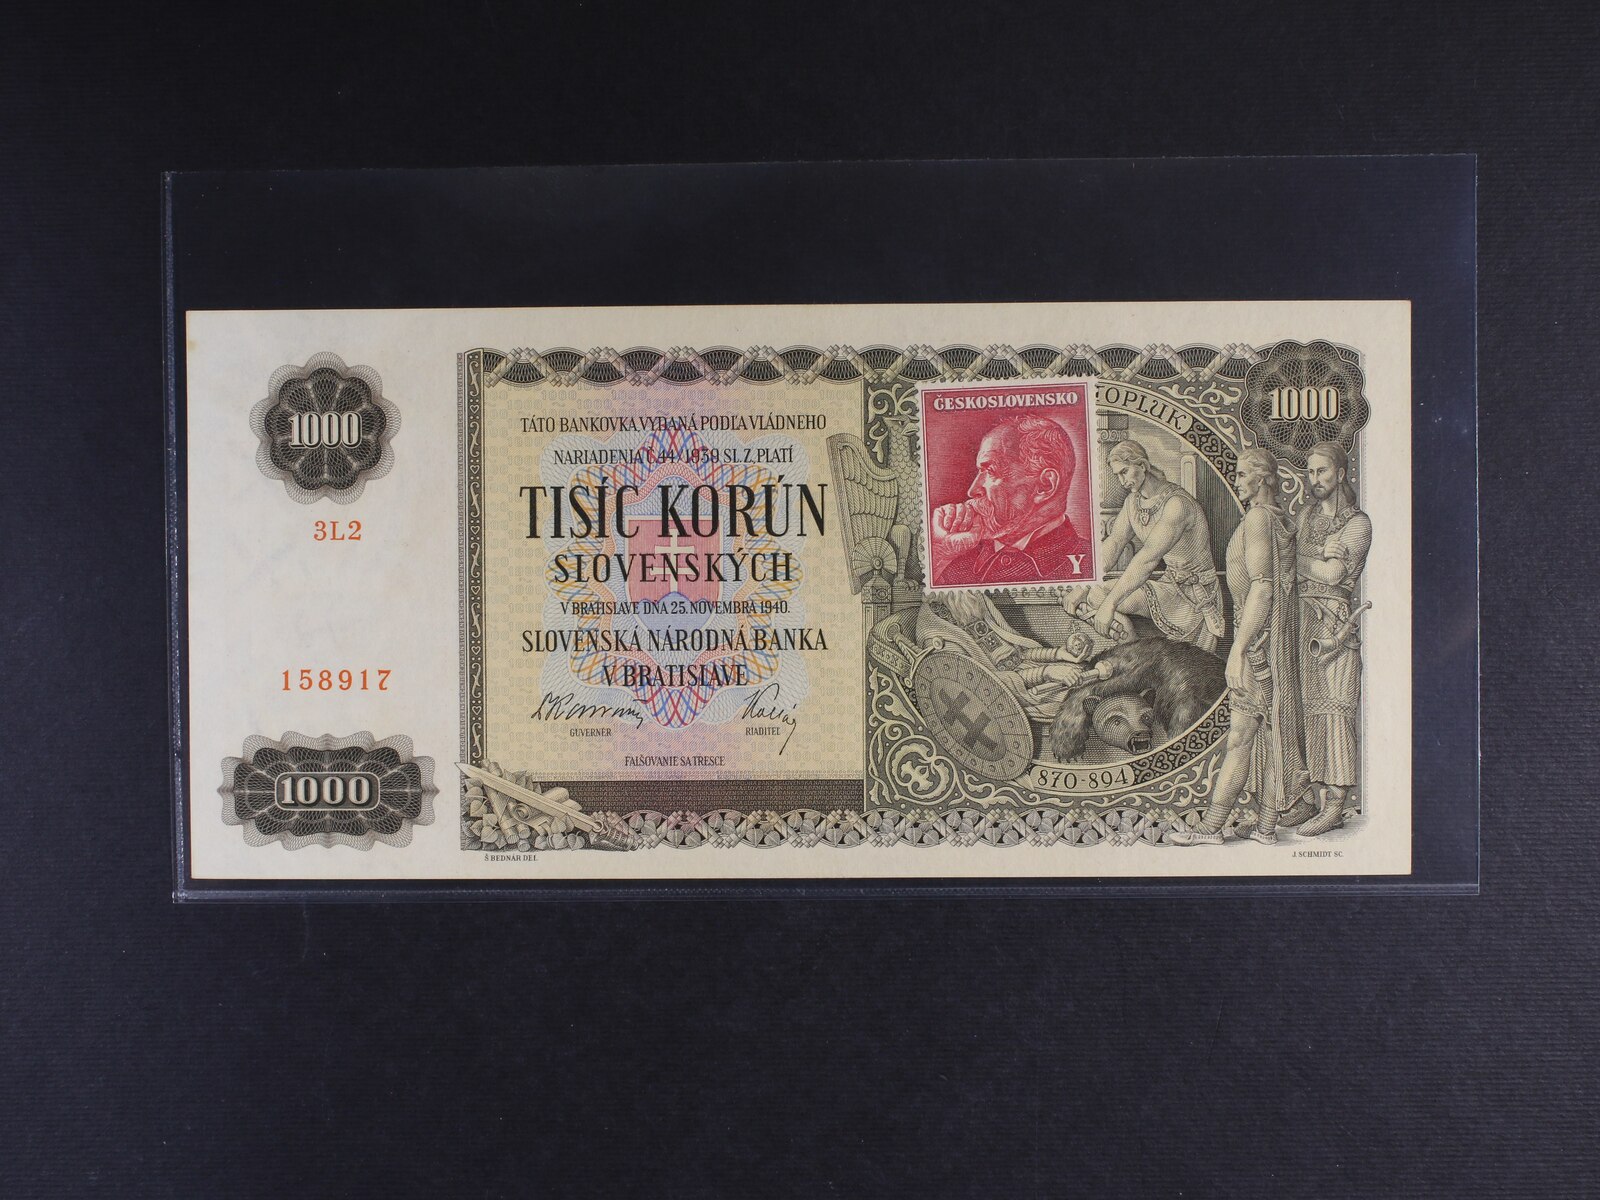 1000
3L2
158917
1000
TÁTO BANKOVKA VYDANÁ PODĽA VLÁDNEHO
NARIADENIA Č. 44/1939 SL. Z. PLATÍ
TISÍC KORÚN
SLOVENSKÝCH
V BRATISLAVE DŇA 25. NOVEMBRA 1940.
SLOVENSKÁ NÁRODNÁ BANKA
V BRATISLAVE
GUVERNÉR
RIADITEĽ
FALŠOVANIE SA TRESCE
Š. BEDNÁR DEL.
ČESKOSLOVENSKO
Y
OPLUK
1000
870-894
J. SCHMIDT SC.